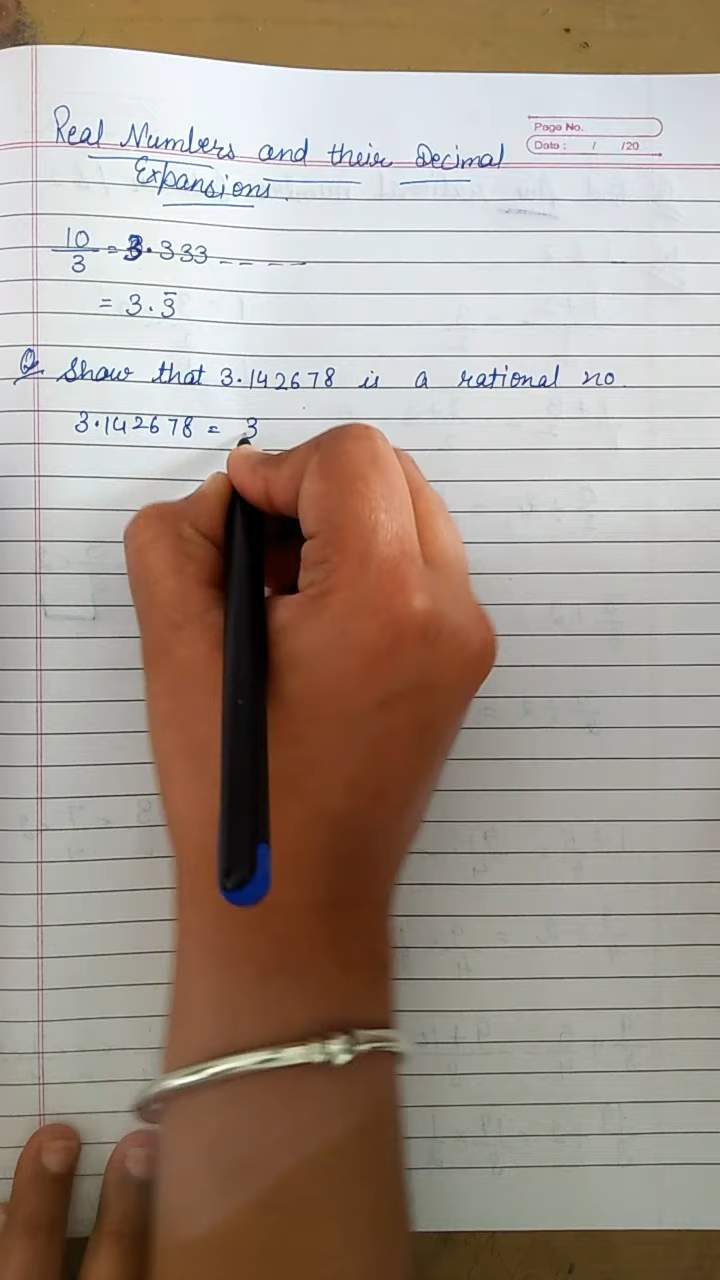 Real Numbers and their Decimal
Expansions.
Page No.
Date : / /20
10/3 = 3.333 - - - -
= 3.3̅
Q. Show that 3.142678 is a rational no.
3.142678 = 3